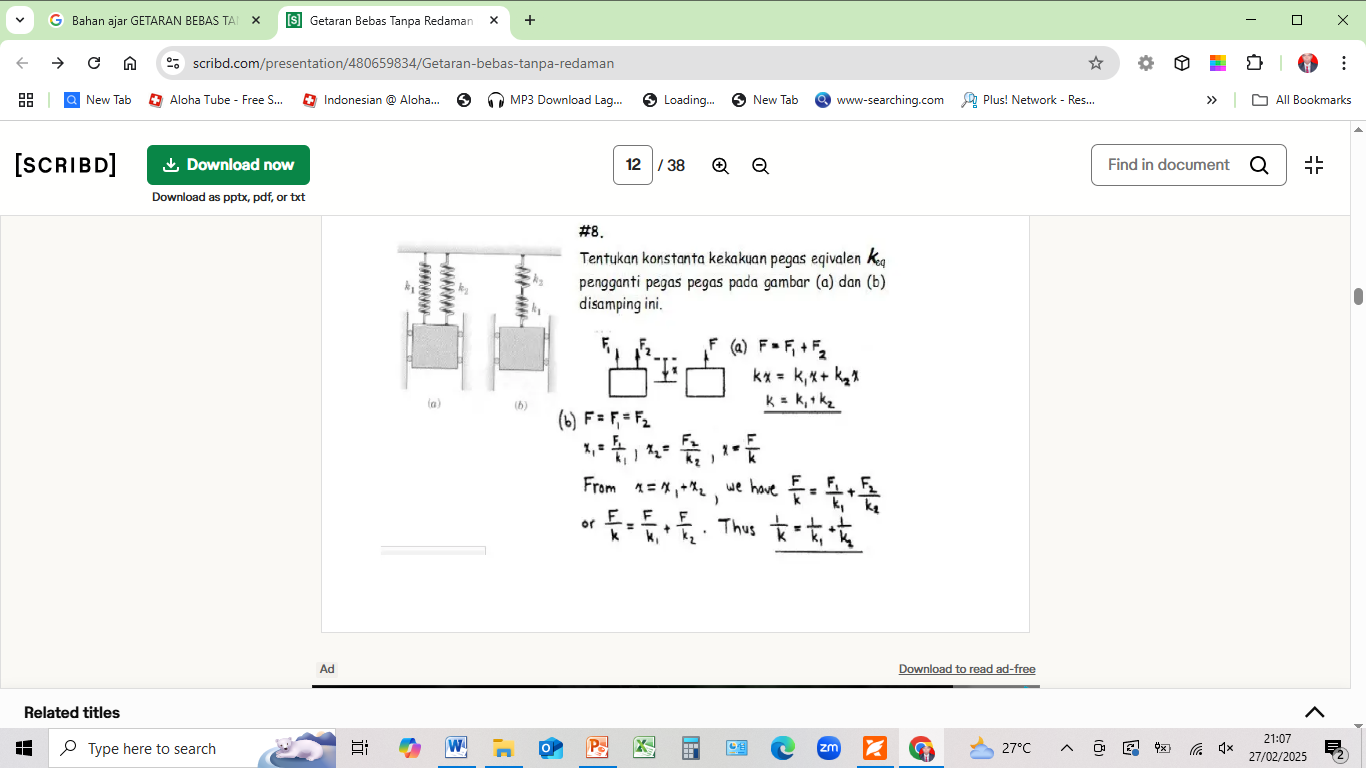 Bahan ajar GETARAN BEBAS TA
Getaran Bebas Tanpa Redaman
scribd.com/presentation/480659834/Getaran-bebas-tanpa-redaman
New Tab
Aloha Tube - Free S...
Indonesian @ Aloha...
MP3 Download Lag...
Loading...
New Tab
www-searching.com
Plus! Network - Res...
All Bookmarks
[SCRIBD]
Download now
Download as pptx, pdf, or txt
12 / 38
Find in document
#8.
Tentukan konstanta kekakuan pegas eqivalen keq
pengganti pegas pegas pada gambar (a) dan (b)
disamping ini.
k1 k2
k2
k1
(a) (b)
F1 F2 x F
(a) F = F1 + F2
kx = k1x + k2x
k = k1 + k2
(b) F = F1 = F2
x1 = F1/k1, x2 = F2/k2, x = F/k
From x = x1 + x2, we have F/k = F1/k1 + F2/k2
or F/k = F/k1 + F/k2. Thus 1/k = 1/k1 + 1/k2
Ad
Download to read ad-free
Related titles
Type here to search
27°C
21:07
27/02/2025
2
zm